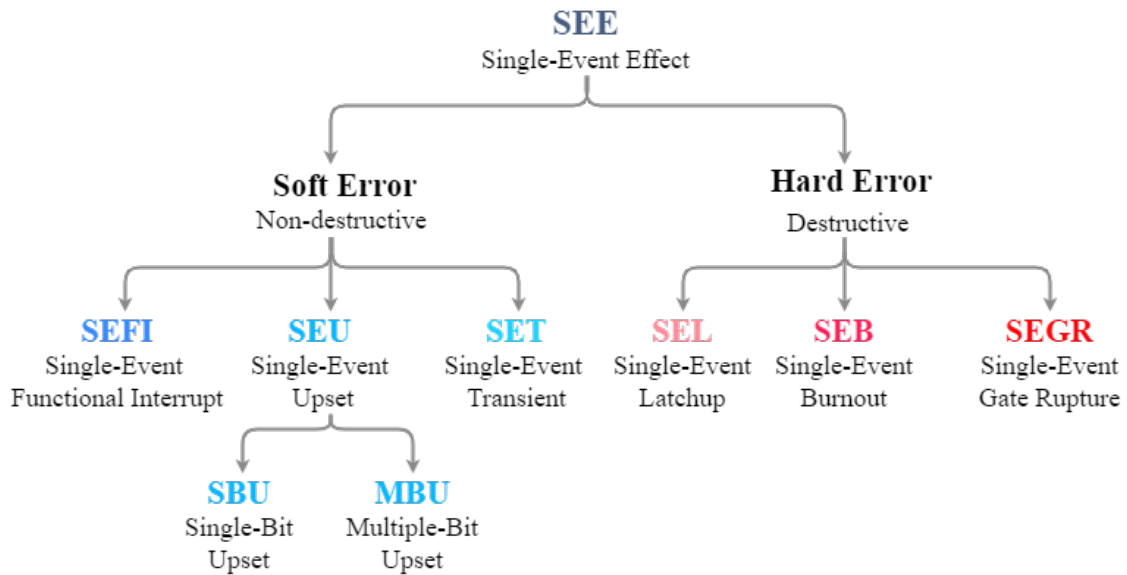 SEE
Single-Event Effect
Soft Error
Non-destructive
Hard Error
Destructive
SEFI
Single-Event
Functional Interrupt
SEU
Single-Event
Upset
SET
Single-Event
Transient
SEL
Single-Event
Latchup
SEB
Single-Event
Burnout
SEGR
Single-Event
Gate Rupture
SBU
Single-Bit
Upset
MBU
Multiple-Bit
Upset